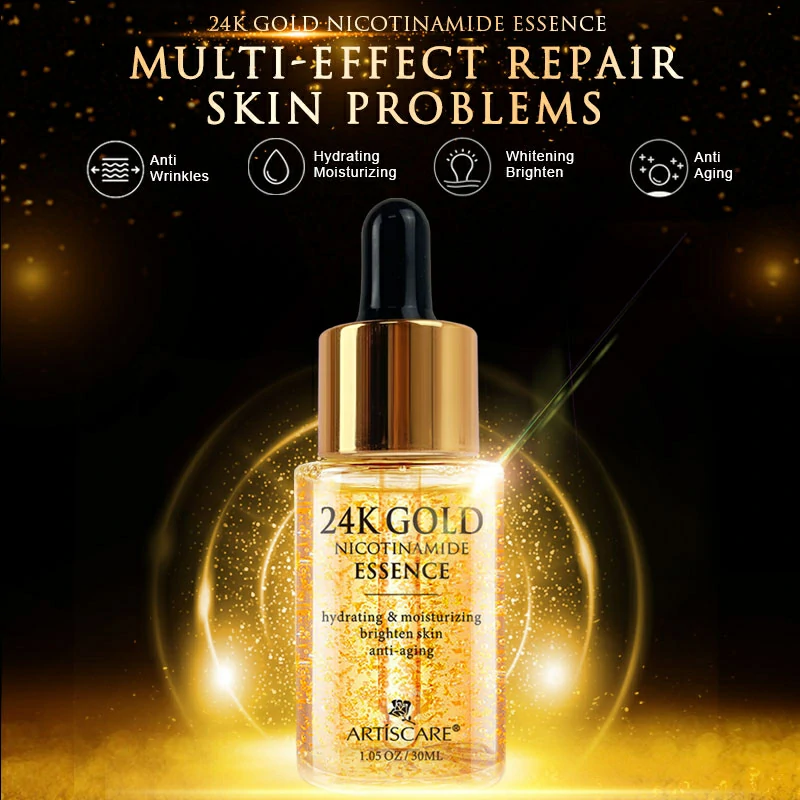 24K GOLD NICOTINAMIDE ESSENCE
MULTI-EFFECT REPAIR
SKIN PROBLEMS
Anti
Wrinkles
Hydrating
Moisturizing
Whitening
Brighten
Anti
Aging
24K GOLD
NICOTINAMIDE
ESSENCE
hydrating & moisturizing
brighten skin
anti-aging
ARTISCARE®
1.05 OZ / 30ML